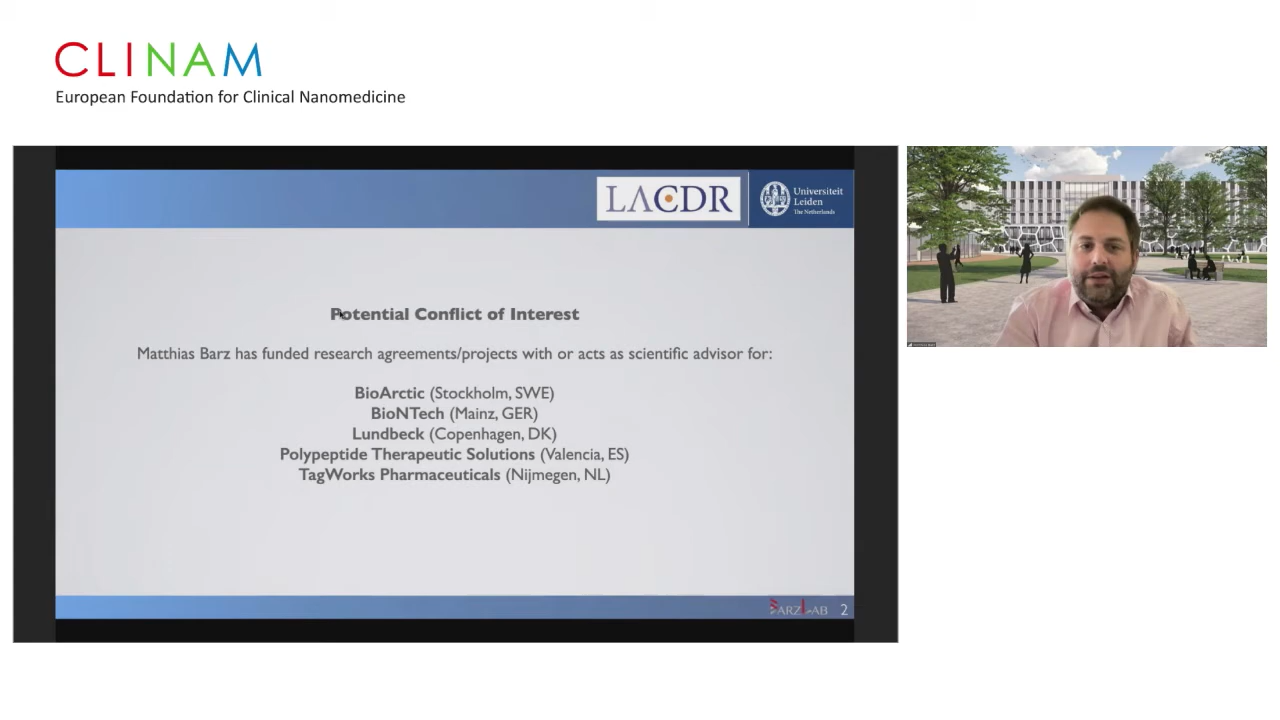 CLINAM
European Foundation for Clinical Nanomedicine
LACDR
Universiteit
Leiden
The Netherlands
Potential Conflict of Interest
Matthias Barz has funded research agreements/projects with or acts as scientific advisor for:
BioArctic (Stockholm, SWE)
BioNTech (Mainz, GER)
Lundbeck (Copenhagen, DK)
Polypeptide Therapeutic Solutions (Valencia, ES)
TagWorks Pharmaceuticals (Nijmegen, NL)
BARZLAB 2